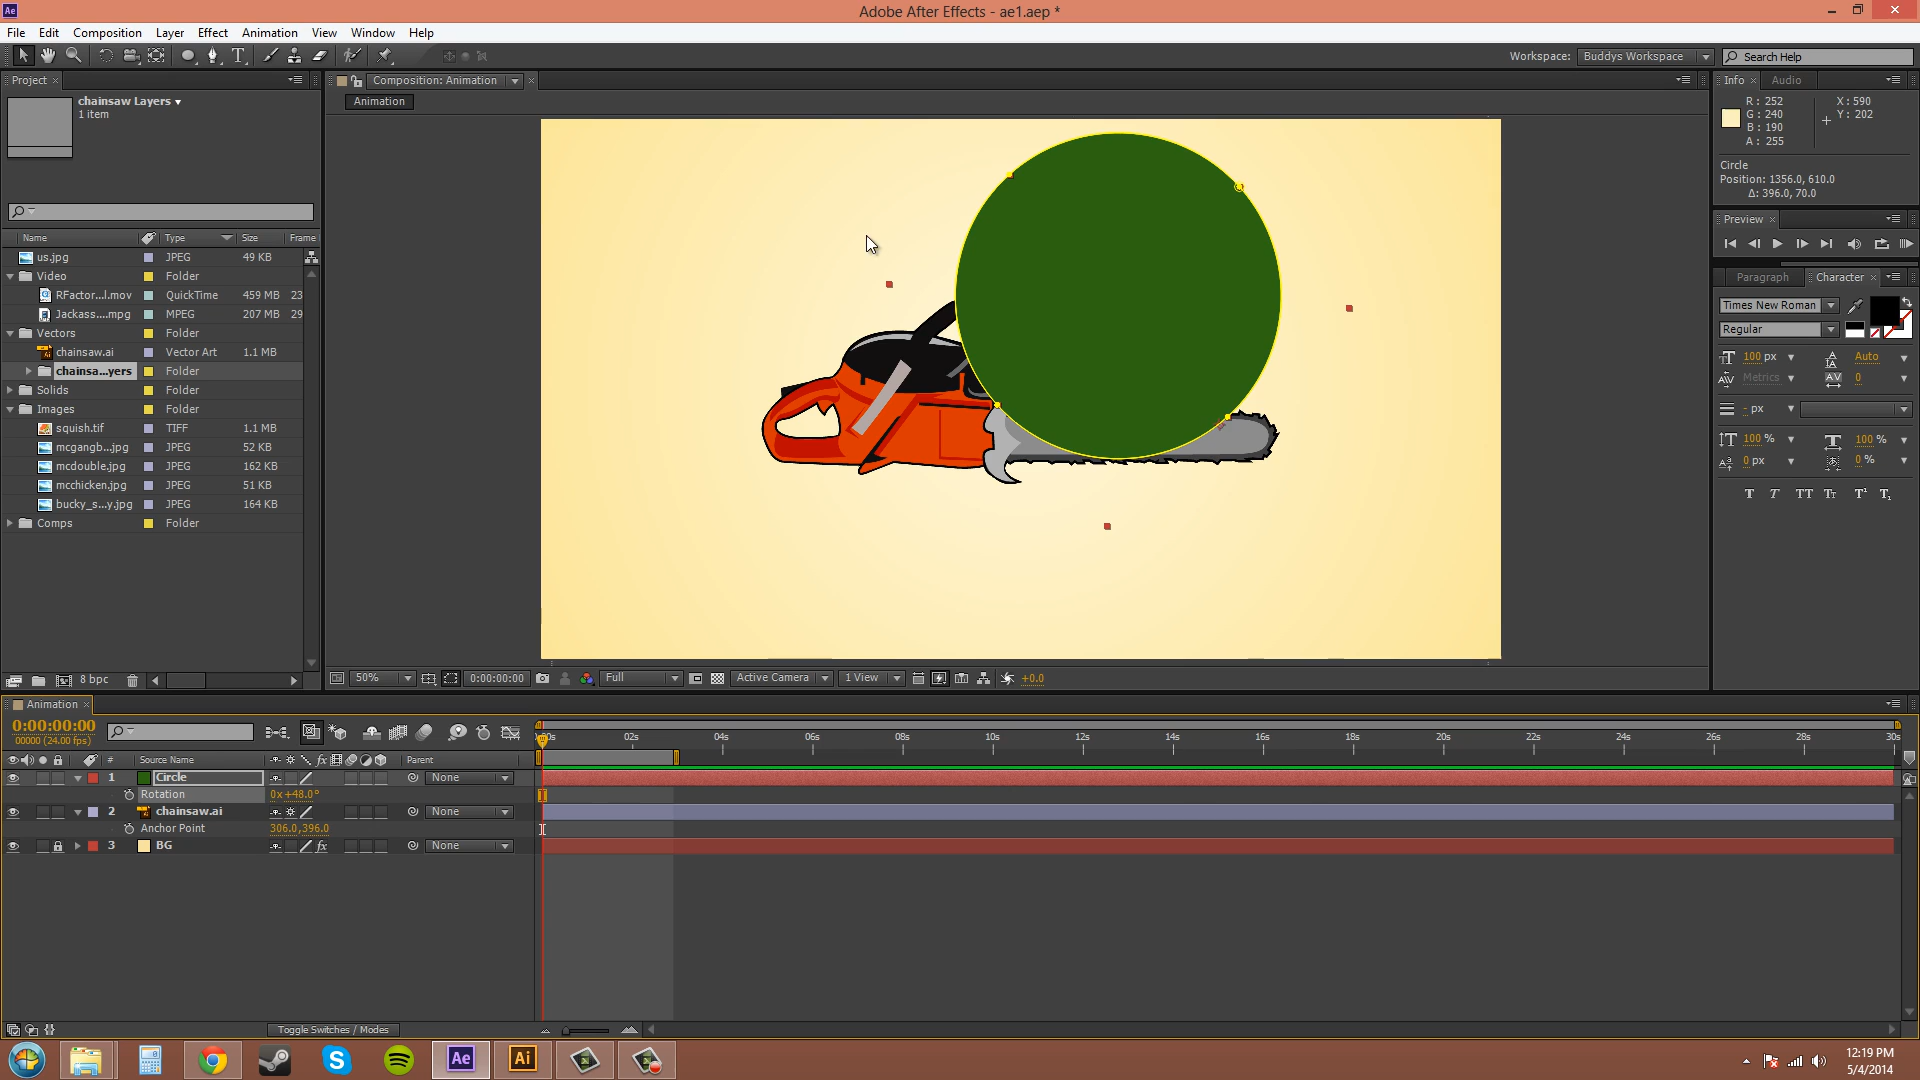 Ae
Adobe After Effects - ae1.aep *
File Edit Composition Layer Effect Animation View Window Help
Workspace: Buddys Workspace Search Help
Project
chainsaw Layers
1 item
Name Type Size Frame
us.jpg JPEG 49 KB
Video Folder
RFactor...l.mov QuickTime 459 MB 23
Jackass....mpg MPEG 207 MB 29
Vectors Folder
chainsaw.ai Vector Art 1.1 MB
chainsa...yers Folder
Solids Folder
Images Folder
squish.tif TIFF 1.1 MB
mcgangb...jpg JPEG 52 KB
mcdouble.jpg JPEG 162 KB
mcchicken.jpg JPEG 51 KB
bucky_s...y.jpg JPEG 164 KB
Comps Folder
8 bpc
Composition: Animation
Animation
50% 0:00:00:00 Full Active Camera 1 View +0.0
Info Audio
R: 252 X: 590
G: 240 Y: 202
B: 190
A: 255
Circle
Position: 1356.0, 610.0
Δ: 396.0, 70.0
Preview
Paragraph Character
Times New Roman
Regular
100 px Auto
Metrics 0
- px
100 % 100 %
0 px 0 %
T T TT Tт T¹ T₁
Animation
0:00:00:00
00000 (24.00 fps)
:00s 02s 04s 06s 08s 10s 12s 14s 16s 18s 20s 22s 24s 26s 28s 30s
# Source Name fx Parent
1 Circle None
Rotation 0x+48.0°
2 chainsaw.ai None
Anchor Point 306.0,396.0
3 BG fx None
Toggle Switches / Modes
Ae Ai
12:19 PM
5/4/2014